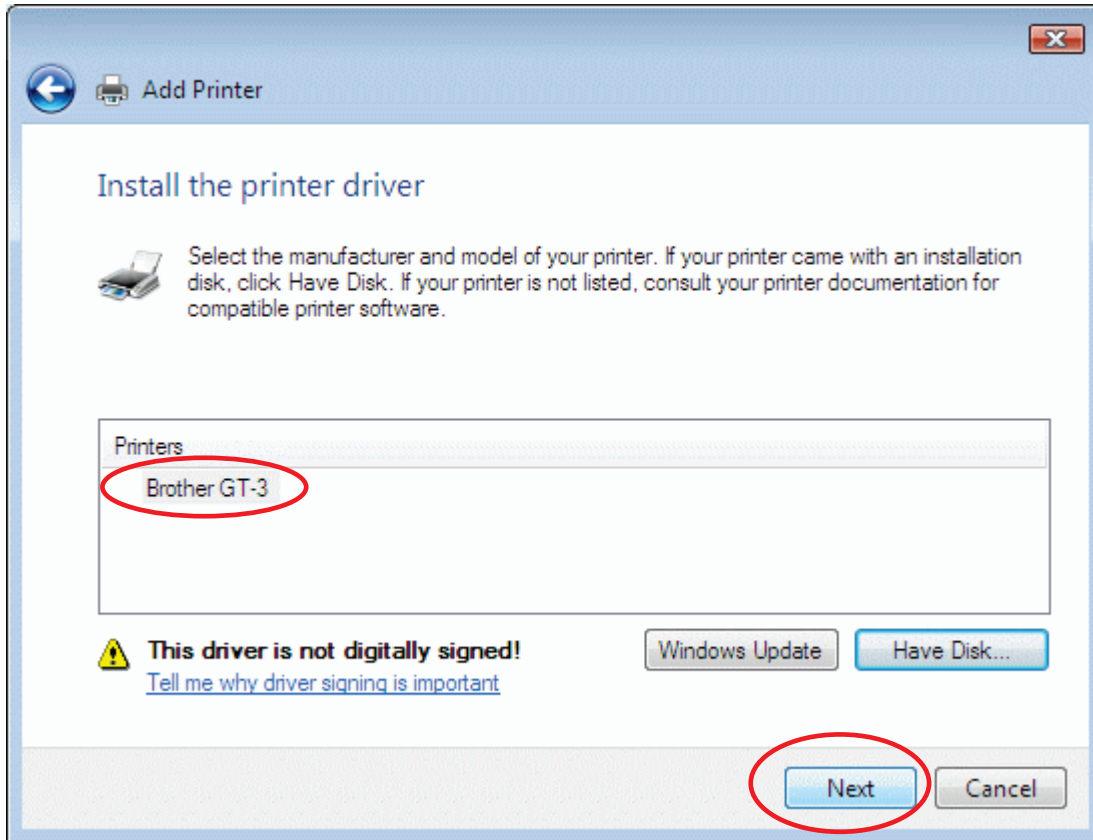 Add Printer
Install the printer driver
Select the manufacturer and model of your printer. If your printer came with an installation
disk, click Have Disk. If your printer is not listed, consult your printer documentation for
compatible printer software.
Printers
Brother GT-3
This driver is not digitally signed!
Windows Update
Have Disk...
Tell me why driver signing is important
Next
Cancel